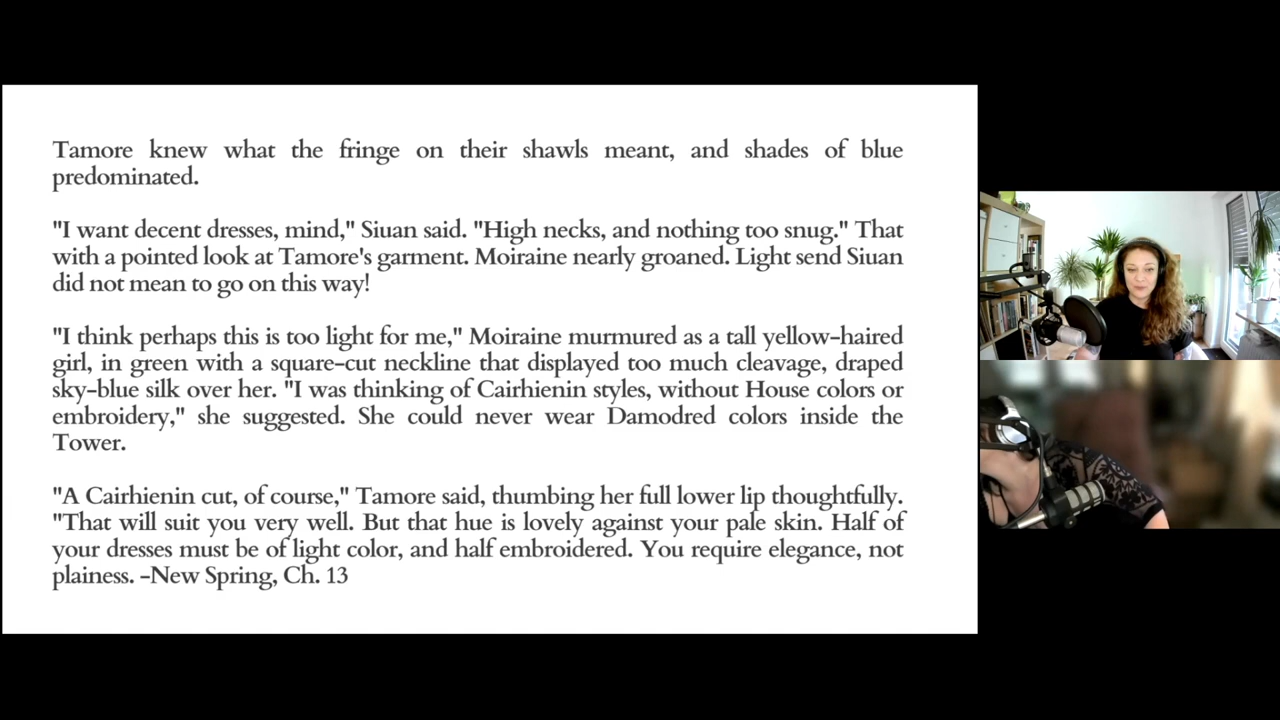 Tamore knew what the fringe on their shawls meant, and shades of blue
predominated.
"I want decent dresses, mind," Siuan said. "High necks, and nothing too snug." That
with a pointed look at Tamore's garment. Moiraine nearly groaned. Light send Siuan
did not mean to go on this way!
"I think perhaps this is too light for me," Moiraine murmured as a tall yellow-haired
girl, in green with a square-cut neckline that displayed too much cleavage, draped
sky-blue silk over her. "I was thinking of Cairhienin styles, without House colors or
embroidery," she suggested. She could never wear Damodred colors inside the
Tower.
"A Cairhienin cut, of course," Tamore said, thumbing her full lower lip thoughtfully.
"That will suit you very well. But that hue is lovely against your pale skin. Half of
your dresses must be of light color, and half embroidered. You require elegance, not
plainess. -New Spring, Ch. 13